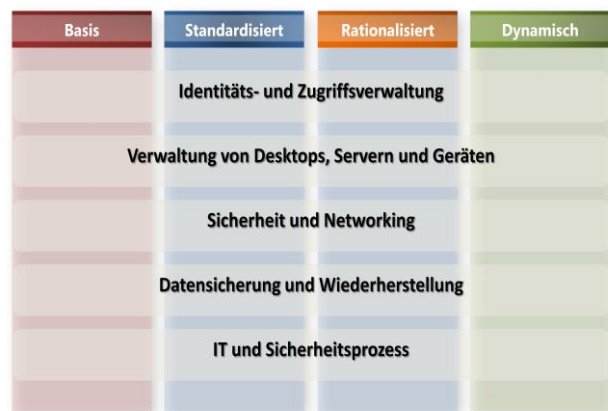 Basis Standardisiert Rationalisiert Dynamisch
Identitäts- und Zugriffsverwaltung
Verwaltung von Desktops, Servern und Geräten
Sicherheit und Networking
Datensicherung und Wiederherstellung
IT und Sicherheitsprozess